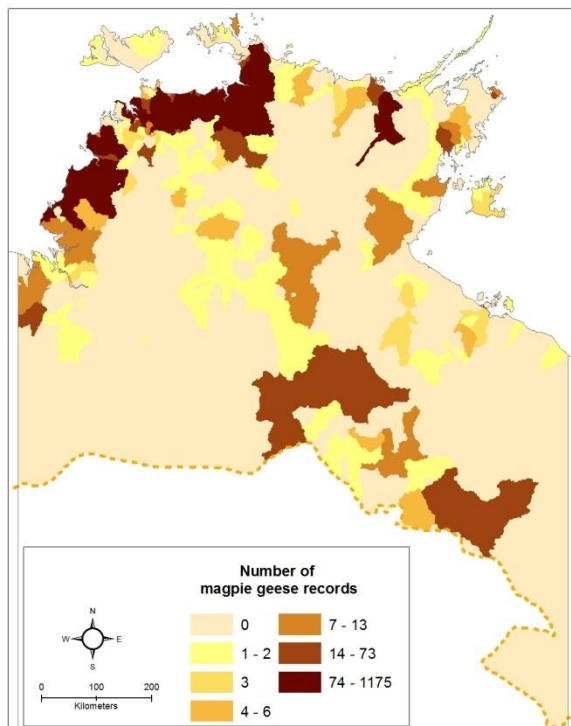 Number of
magpie geese records
0
1 - 2
3
4 - 6
7 - 13
14 - 73
74 - 1175
N
W E
S
0 100 200
Kilometers